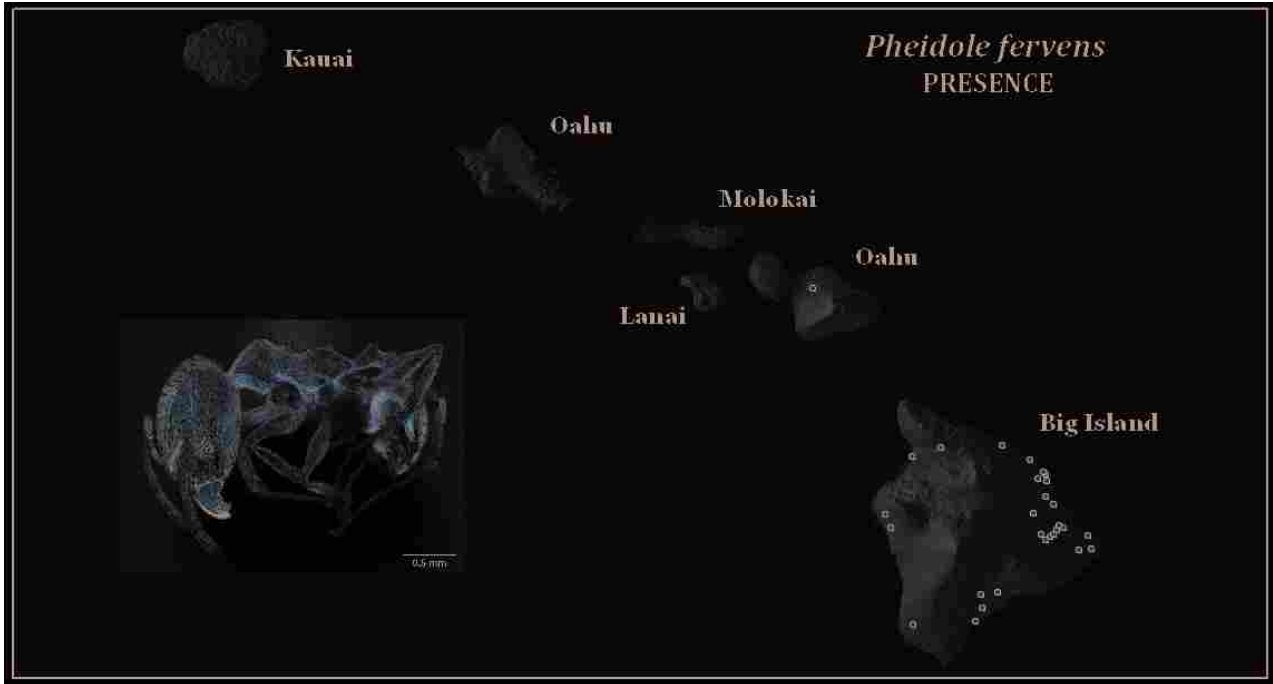 Pheidole fervens
PRESENCE
Kauai
Oahu
Molokai
Oahu
Lanai
Big Island
0.5 mm